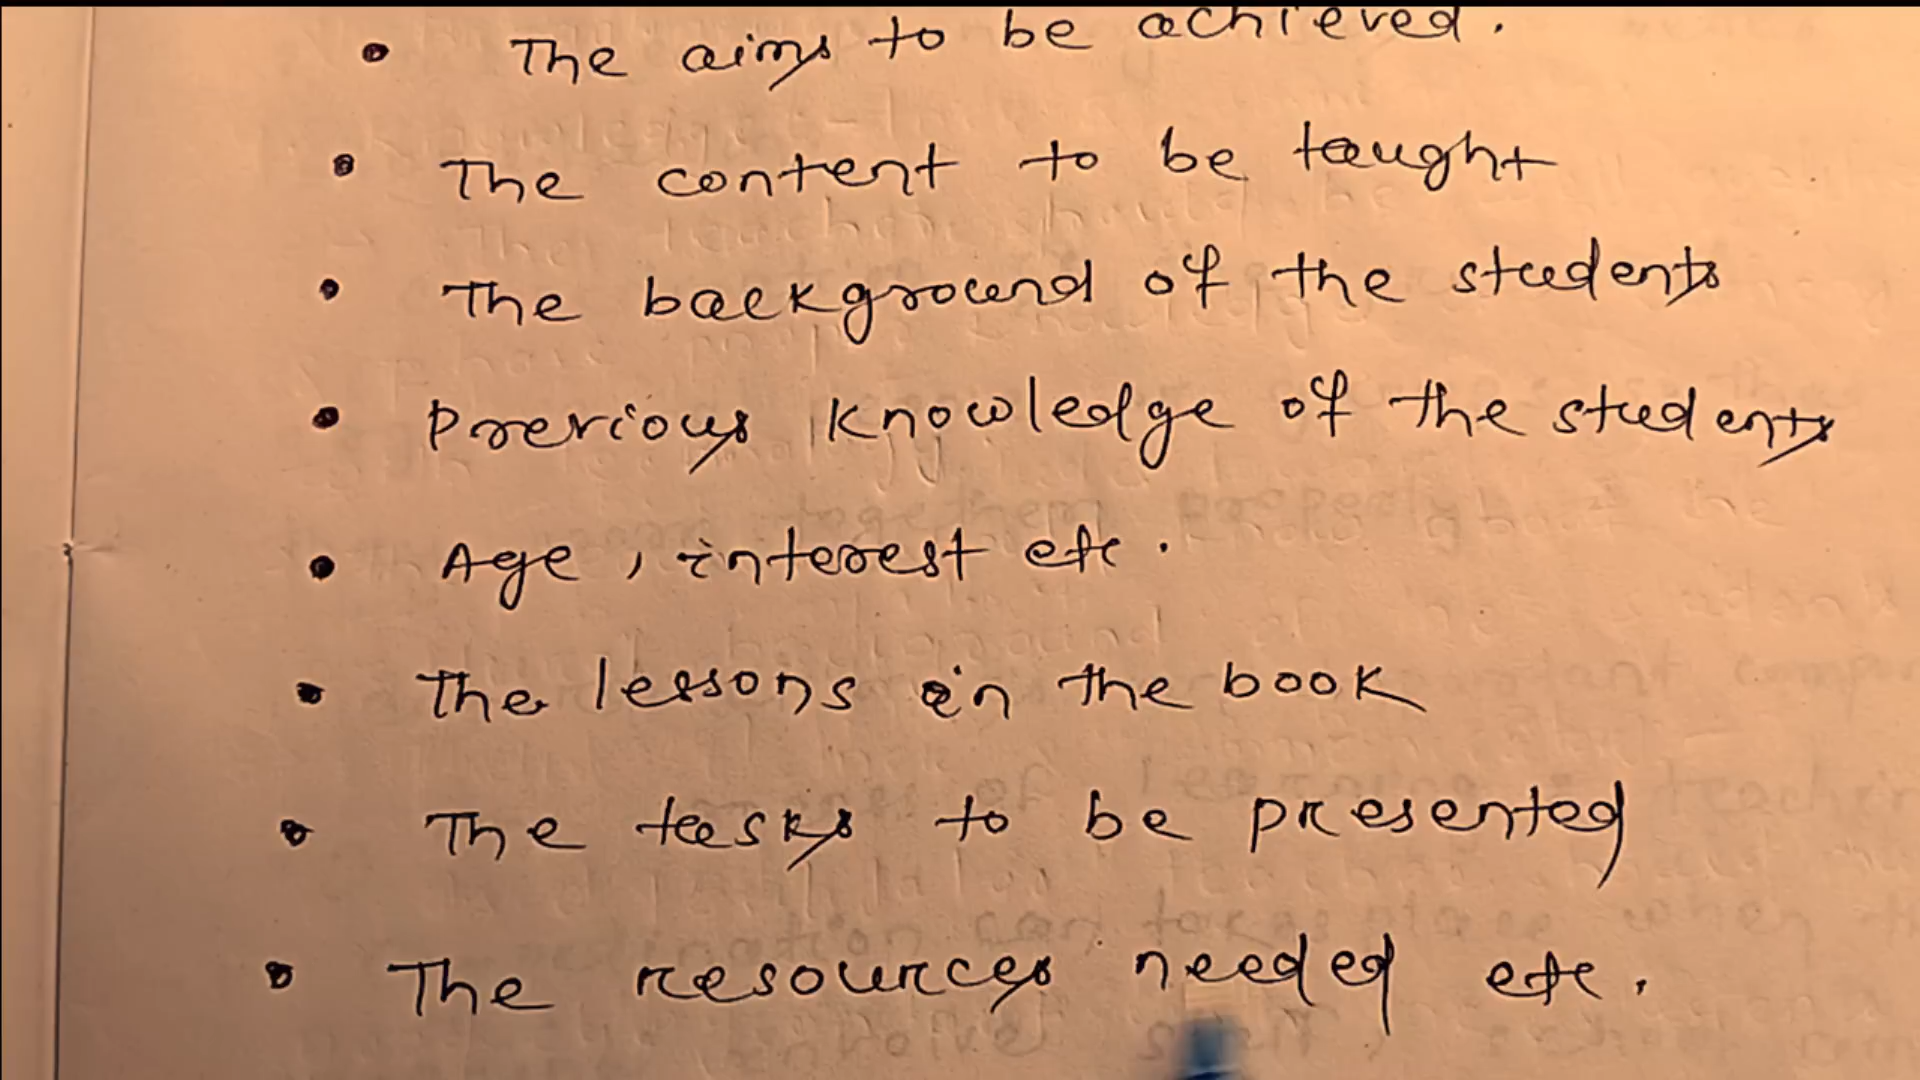 • The aims to be achieved.
• The content to be taught
• The background of the students
• Previous knowledge of the students
• Age, interest etc.
• The lessons in the book
• The tasks to be presented
• The resources needed etc.